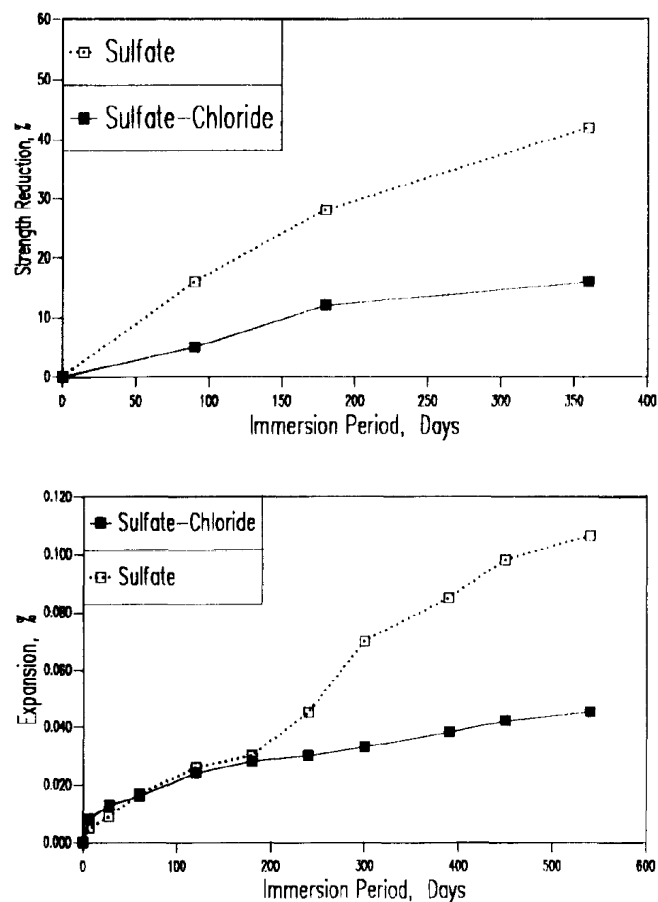 60
50
40
30
20
10
0
Strength Reduction, %
Sulfate
Sulfate-Chloride
0 50 100 150 200 250 300 350 400
Immersion Period, Days
0.120
0.100
0.080
0.060
0.040
0.020
0.000
Expansion, %
Sulfate-Chloride
Sulfate
0 100 200 300 400 500 600
Immersion Period, Days